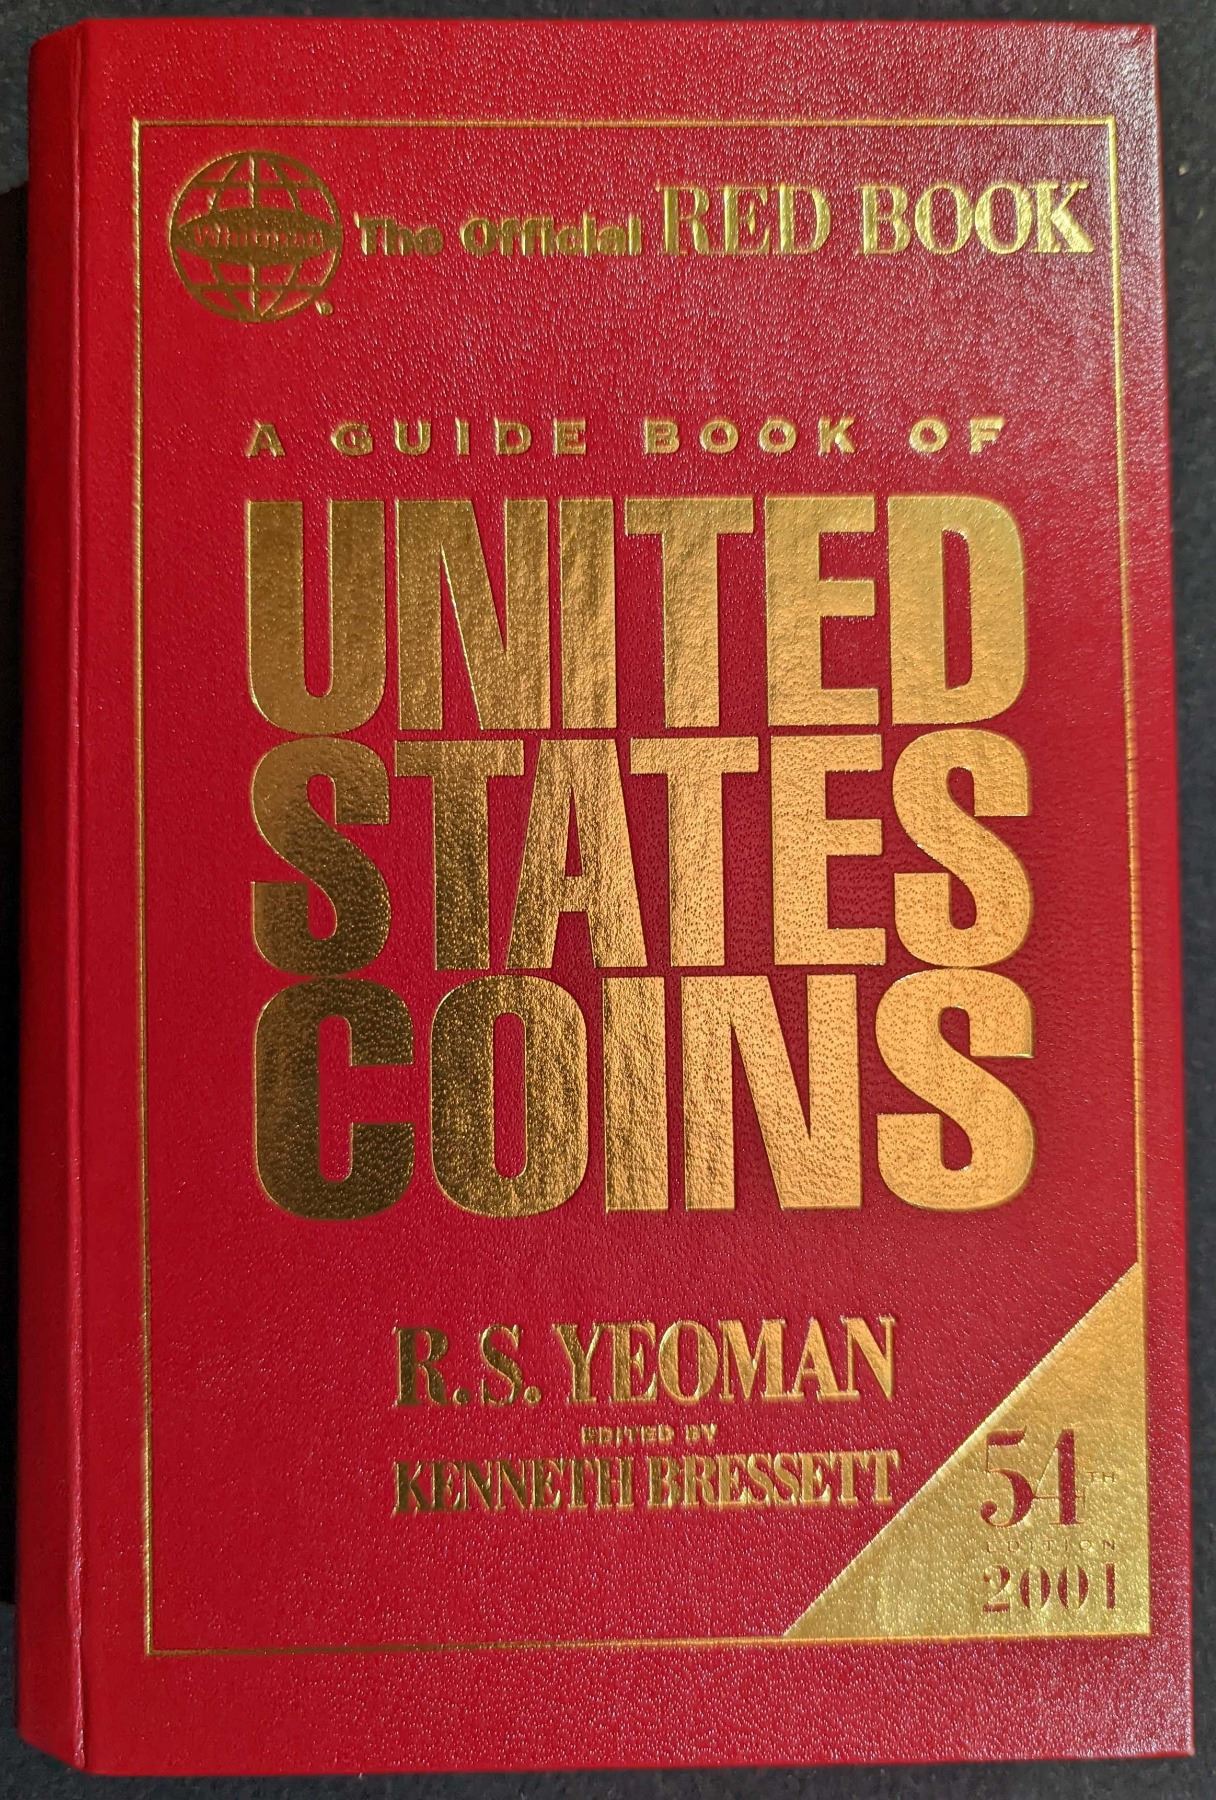 Whitman
®
The Official RED BOOK
A GUIDE BOOK OF
UNITED
STATES
COINS
R.S. YEOMAN
EDITED BY
KENNETH BRESSETT
54TH
EDITION
2001